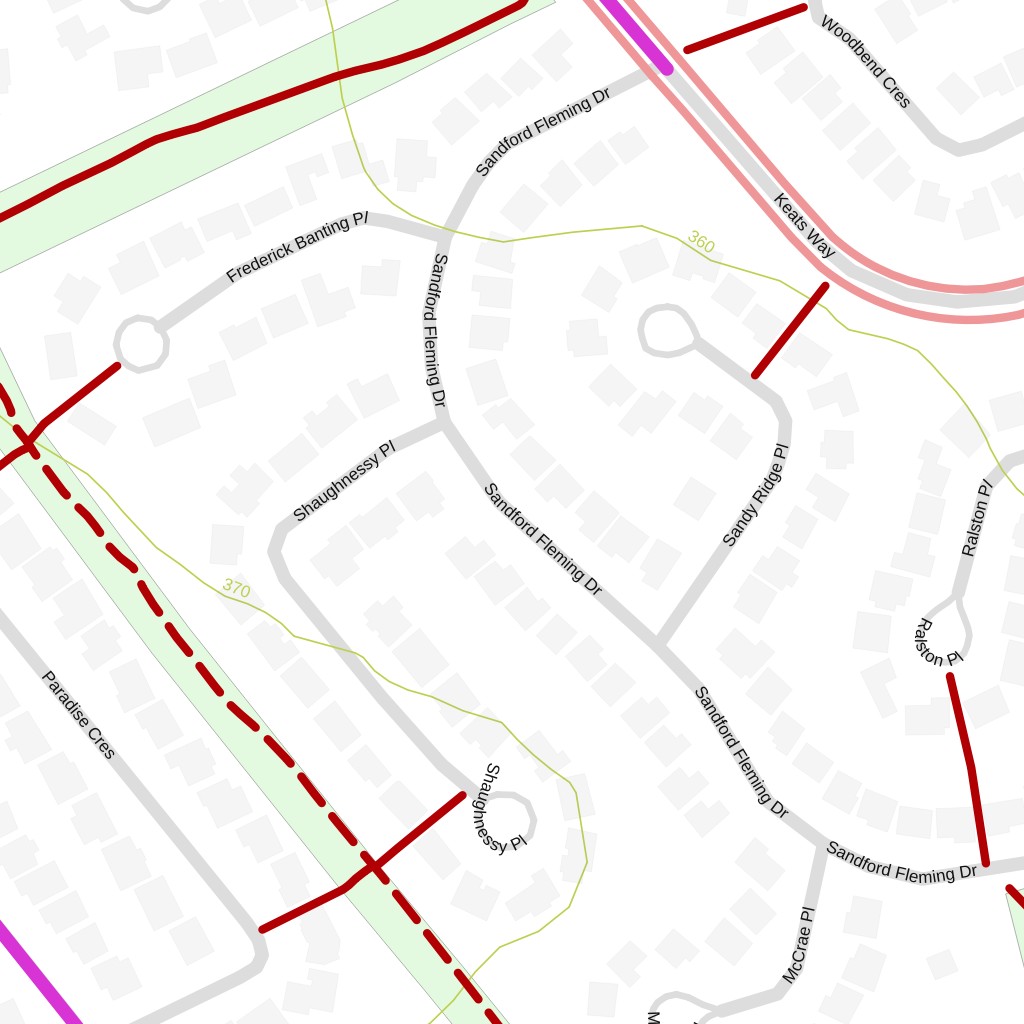 Woodbend Cres
Sandford Fleming Dr
Keats Way
360
Frederick Banting Pl
Sandford Fleming Dr
Shaughnessy Pl
Sandford Fleming Dr
Sandy Ridge Pl
Ralston Pl
370
Ralston Pl
Paradise Cres
Sandford Fleming Dr
Shaughnessy Pl
Sandford Fleming Dr
McCrae Pl
M